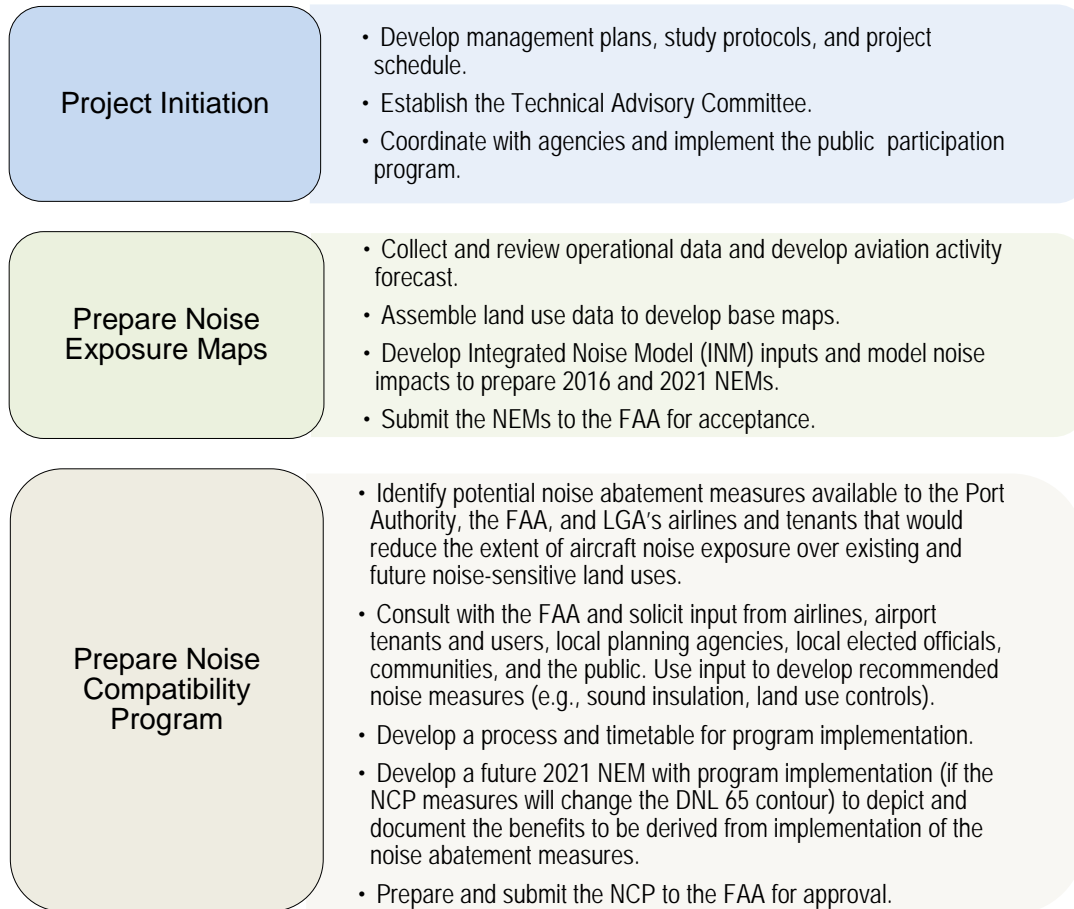 Project Initiation
• Develop management plans, study protocols, and project
schedule.
• Establish the Technical Advisory Committee.
• Coordinate with agencies and implement the public participation
program.
Prepare Noise
Exposure Maps
• Collect and review operational data and develop aviation activity
forecast.
• Assemble land use data to develop base maps.
• Develop Integrated Noise Model (INM) inputs and model noise
impacts to prepare 2016 and 2021 NEMs.
• Submit the NEMs to the FAA for acceptance.
Prepare Noise
Compatibility
Program
• Identify potential noise abatement measures available to the Port
Authority, the FAA, and LGA’s airlines and tenants that would
reduce the extent of aircraft noise exposure over existing and
future noise-sensitive land uses.
• Consult with the FAA and solicit input from airlines, airport
tenants and users, local planning agencies, local elected officials,
communities, and the public. Use input to develop recommended
noise measures (e.g., sound insulation, land use controls).
• Develop a process and timetable for program implementation.
• Develop a future 2021 NEM with program implementation (if the
NCP measures will change the DNL 65 contour) to depict and
document the benefits to be derived from implementation of the
noise abatement measures.
• Prepare and submit the NCP to the FAA for approval.